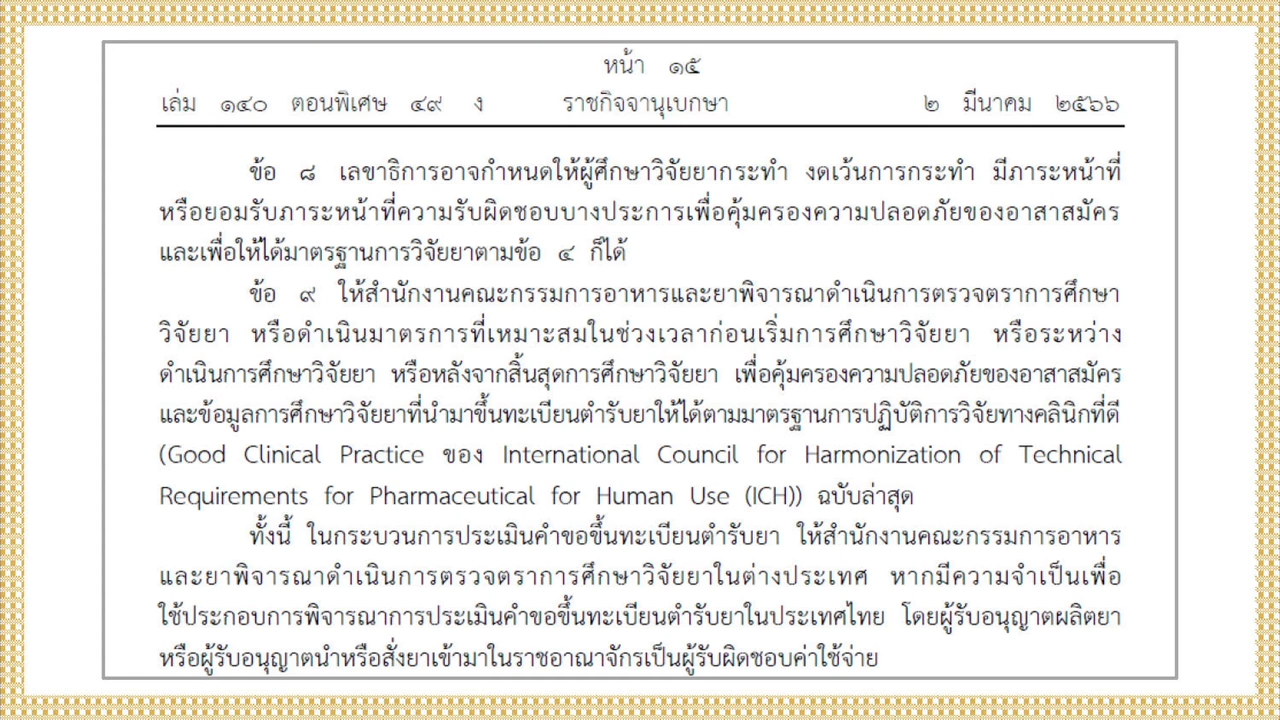 หน้า ๑๕
เล่ม ๑๔๐ ตอนพิเศษ ๔๙ ง ราชกิจจานุเบกษา ๒ มีนาคม ๒๕๖๖
ข้อ ๘ เลขาธิการอาจกำหนดให้ผู้ศึกษาวิจัยยากระทำ งดเว้นการกระทำ มีภาระหน้าที่
หรือยอมรับภาระหน้าที่ความรับผิดชอบบางประการเพื่อคุ้มครองความปลอดภัยของอาสาสมัคร
และเพื่อให้ได้มาตรฐานการวิจัยยาตามข้อ ๔ ก็ได้
ข้อ ๙ ให้สำนักงานคณะกรรมการอาหารและยาพิจารณาดำเนินการตรวจตราการศึกษา
วิจัยยา หรือดำเนินมาตรการที่เหมาะสมในช่วงเวลาก่อนเริ่มการศึกษาวิจัยยา หรือระหว่าง
ดำเนินการศึกษาวิจัยยา หรือหลังจากสิ้นสุดการศึกษาวิจัยยา เพื่อคุ้มครองความปลอดภัยของอาสาสมัคร
และข้อมูลการศึกษาวิจัยยาที่นำมาขึ้นทะเบียนตำรับยาให้ได้ตามมาตรฐานการปฏิบัติการวิจัยทางคลินิกที่ดี
(Good Clinical Practice ของ International Council for Harmonization of Technical
Requirements for Pharmaceutical for Human Use (ICH)) ฉบับล่าสุด
ทั้งนี้ ในกระบวนการประเมินคำขอขึ้นทะเบียนตำรับยา ให้สำนักงานคณะกรรมการอาหาร
และยาพิจารณาดำเนินการตรวจตราการศึกษาวิจัยยาในต่างประเทศ หากมีความจำเป็นเพื่อ
ใช้ประกอบการพิจารณาการประเมินคำขอขึ้นทะเบียนตำรับยาในประเทศไทย โดยผู้รับอนุญาตผลิตยา
หรือผู้รับอนุญาตนำหรือสั่งยาเข้ามาในราชอาณาจักรเป็นผู้รับผิดชอบค่าใช้จ่าย